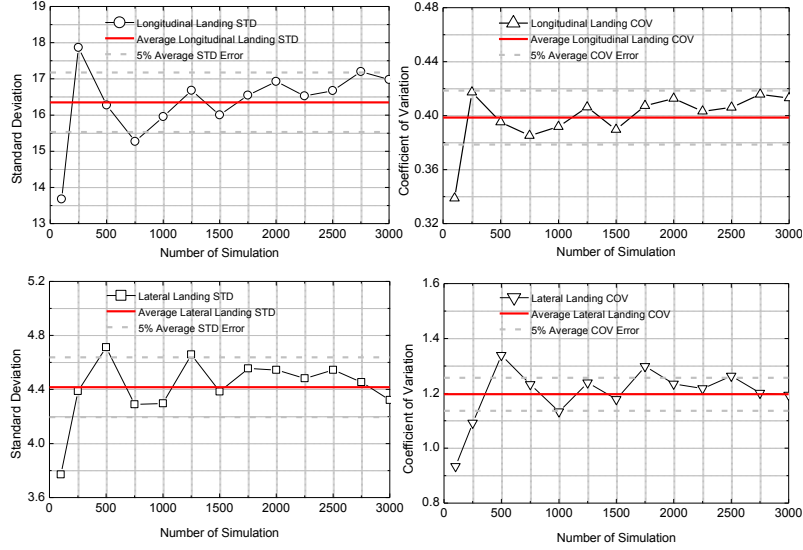 19
18
17
16
15
14
13
0
500
1000
1500
2000
2500
3000
Standard Deviation
Number of Simulation
Longitudinal Landing STD
Average Longitudinal Landing STD
5% Average STD Error
0.48
0.44
0.40
0.36
0.32
0
500
1000
1500
2000
2500
3000
Coefficient of Variation
Number of Simulation
Longitudinal Landing COV
Average Longitudinal Landing COV
5% Average COV Error
5.2
4.8
4.4
4.0
3.6
0
500
1000
1500
2000
2500
3000
Standard Deviation
Number of Simulation
Lateral Landing STD
Average Lateral Landing STD
5% Average STD Error
1.6
1.4
1.2
1.0
0.8
0
500
1000
1500
2000
2500
3000
Coefficient of Variation
Number of Simulation
Lateral Landing COV
Average Lateral Landing COV
5% Average COV Error